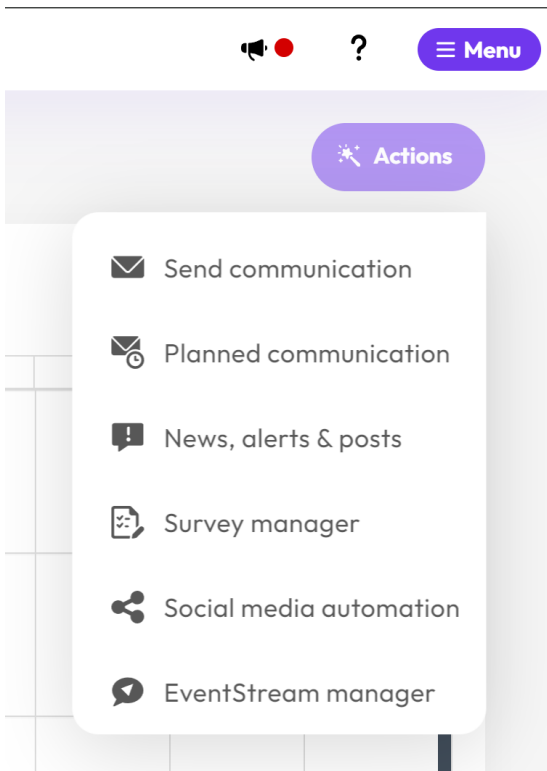 ? Menu
Actions
Send communication
Planned communication
News, alerts & posts
Survey manager
Social media automation
EventStream manager